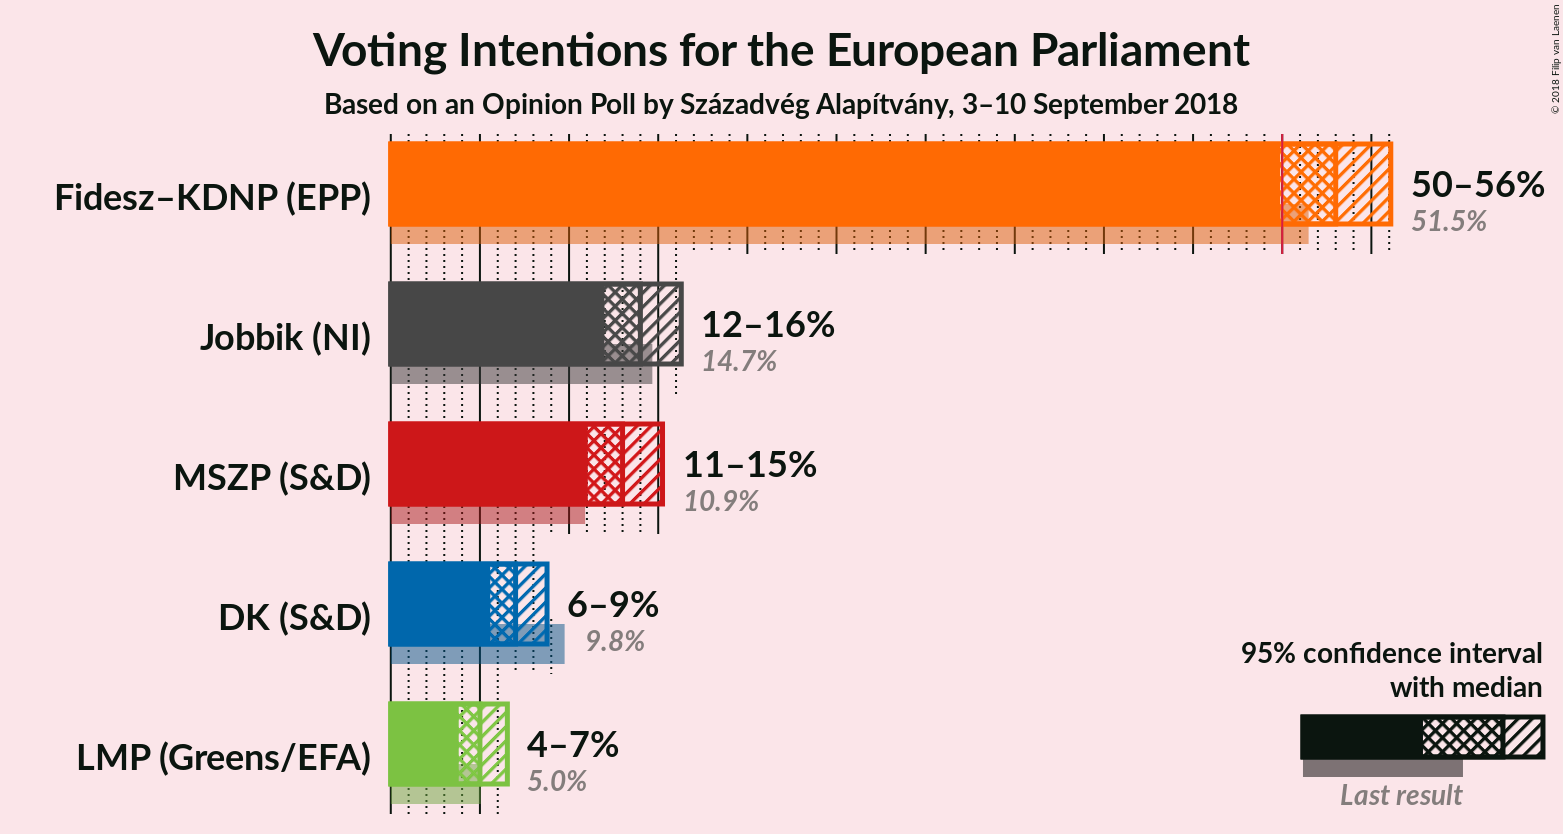 Voting Intentions for the European Parliament
Based on an Opinion Poll by Századvég Alapítvány, 3–10 September 2018
© 2018 Filip van Laenen
Fidesz–KDNP (EPP)
50–56%
51.5%
Jobbik (NI)
12–16%
14.7%
MSZP (S&D)
11–15%
10.9%
DK (S&D)
6–9%
9.8%
LMP (Greens/EFA)
4–7%
5.0%
95% confidence interval
with median
Last result